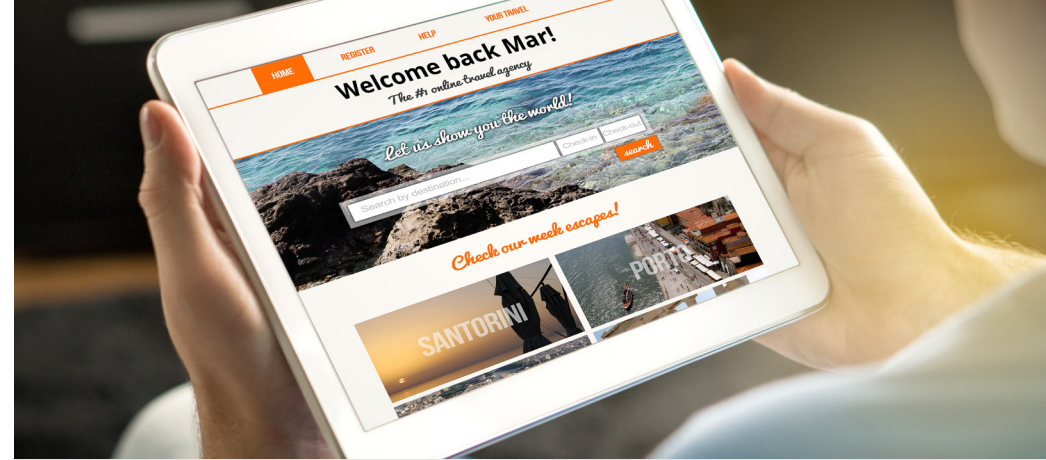 HOME REGISTER HELP YOUR TRAVEL
Welcome back Mar!
The #1 online travel agency
let us show you the world!
Search by destination... Check-in Check-out
search
Check our week escapes!
SANTORINI PORTO